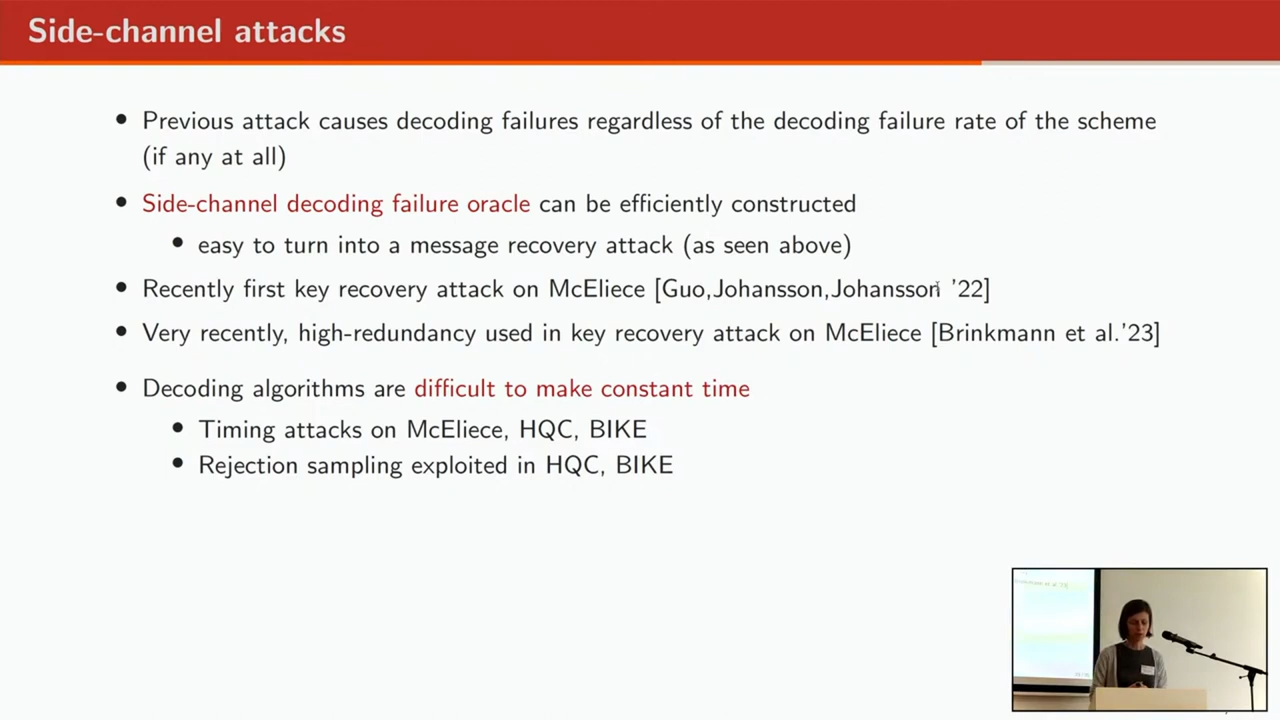 Side-channel attacks
• Previous attack causes decoding failures regardless of the decoding failure rate of the scheme
(if any at all)
• Side-channel decoding failure oracle can be efficiently constructed
• easy to turn into a message recovery attack (as seen above)
• Recently first key recovery attack on McEliece [Guo,Johansson,Johansson '22]
• Very recently, high-redundancy used in key recovery attack on McEliece [Brinkmann et al.'23]
• Decoding algorithms are difficult to make constant time
• Timing attacks on McEliece, HQC, BIKE
• Rejection sampling exploited in HQC, BIKE